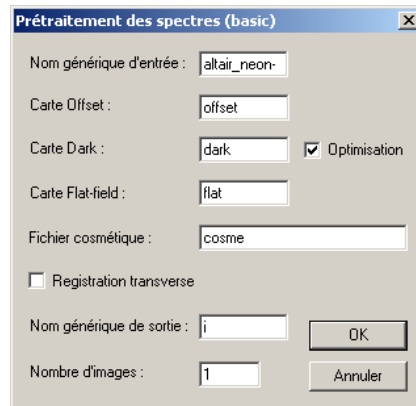 Prétraitement des spectres (basic)
Nom générique d'entrée : altair_neon-
Carte Offset : offset
Carte Dark : dark Optimisation
Carte Flat-field : flat
Fichier cosmétique : cosme
Registration transverse
Nom générique de sortie : i
OK
Nombre d'images : 1
Annuler